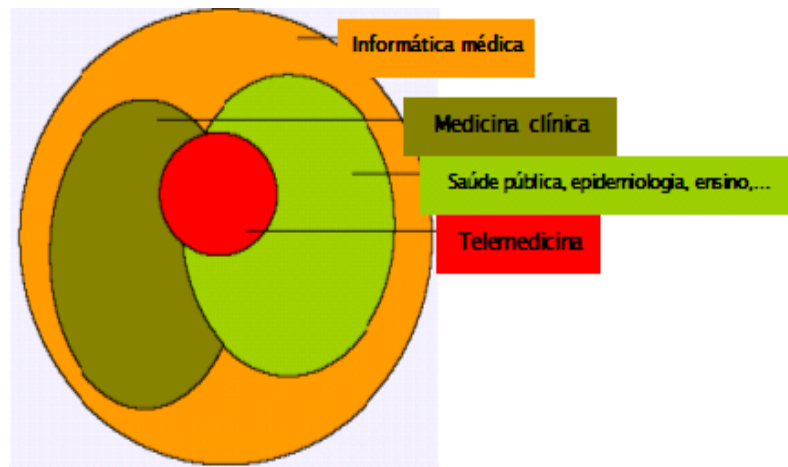 Informática médica
Medicina clínica
Saúde pública, epidemiologia, ensino,...
Telemedicina